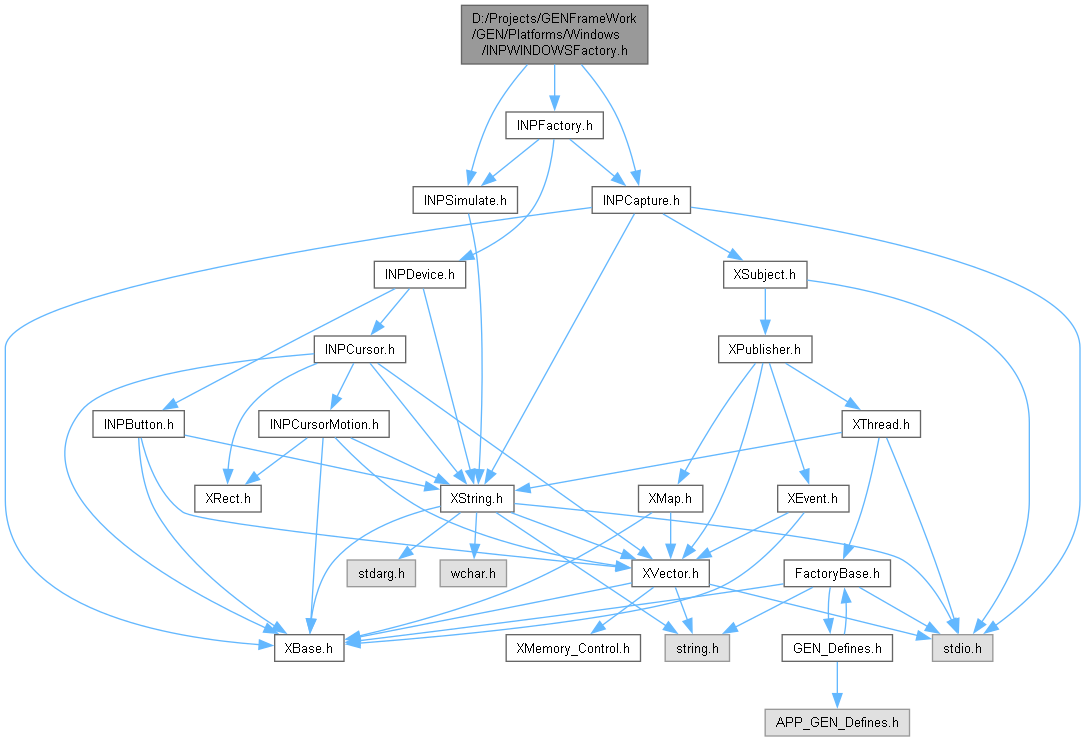 D:/Projects/GENFrameWork
/GEN/Platforms/Windows
/INPWINDOWSFactory.h
INPFactory.h
INPSimulate.h
INPCapture.h
INPDevice.h
XSubject.h
INPCursor.h
XPublisher.h
INPButton.h
INPCursorMotion.h
XThread.h
XRect.h
XString.h
XMap.h
XEvent.h
stdarg.h
wchar.h
XVector.h
FactoryBase.h
XBase.h
XMemory_Control.h
string.h
GEN_Defines.h
stdio.h
APP_GEN_Defines.h